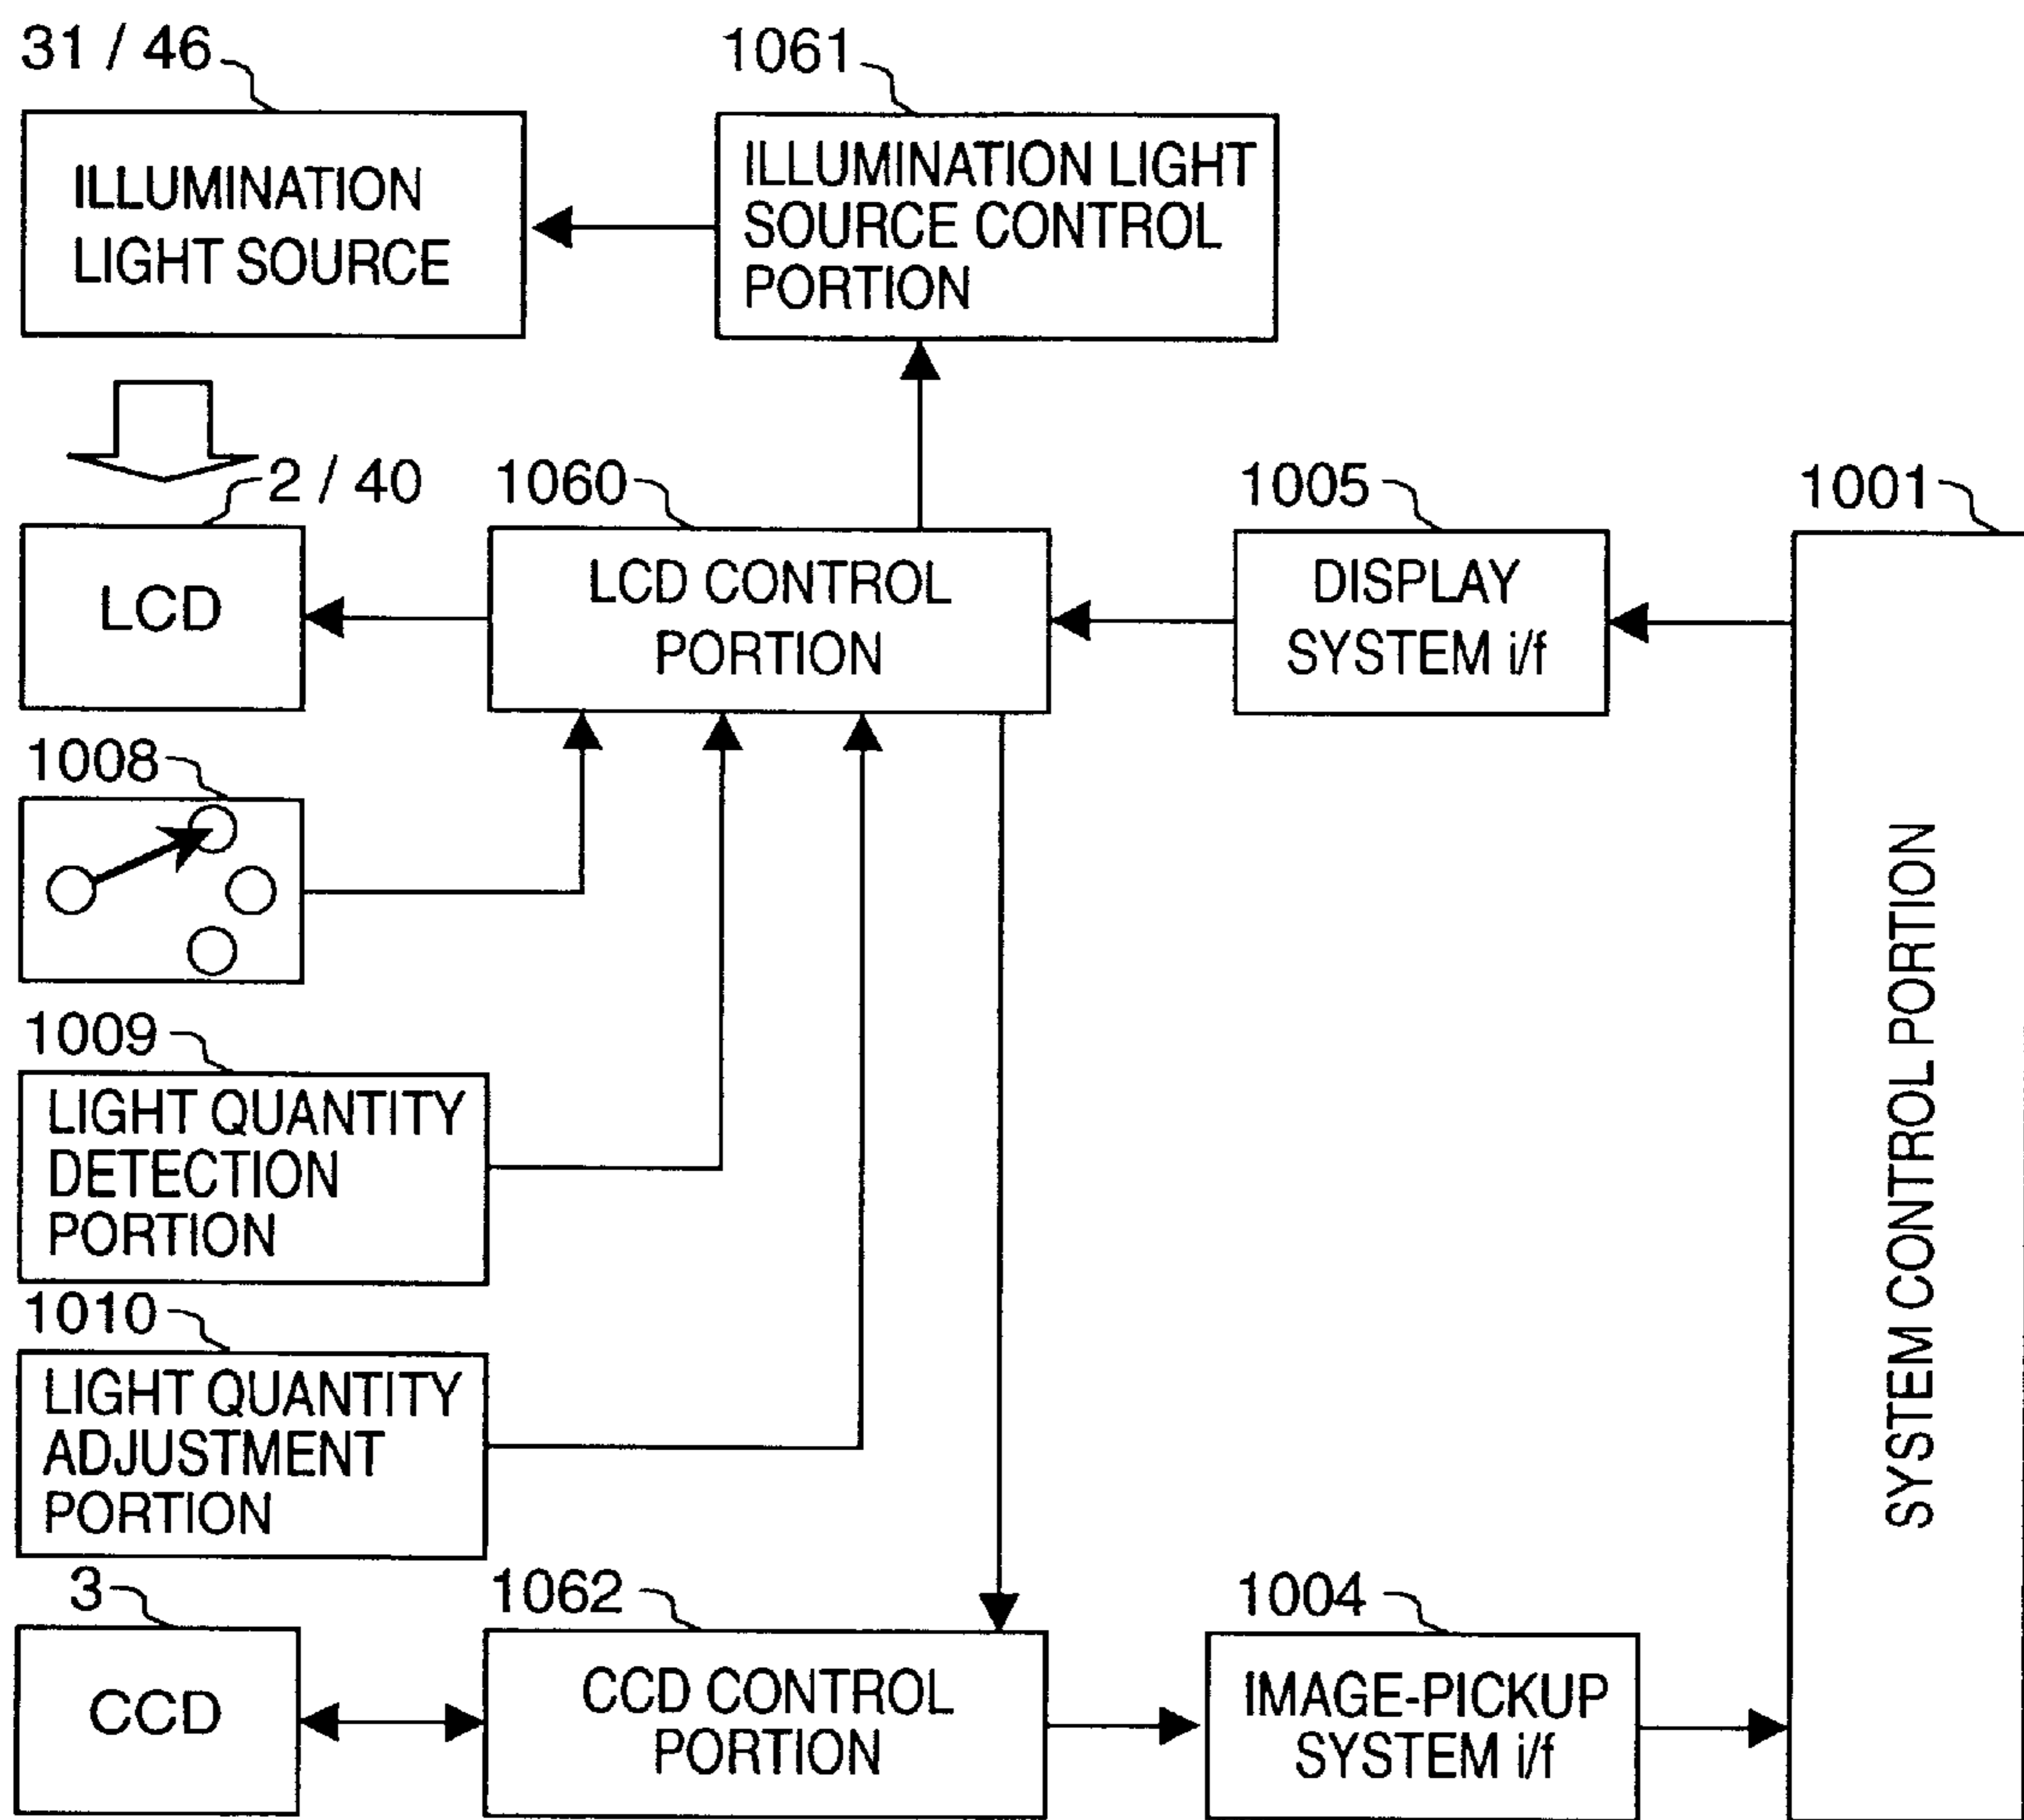 31 / 46
1061
ILLUMINATION
LIGHT SOURCE
ILLUMINATION LIGHT
SOURCE CONTROL
PORTION
2 / 40
1060
1005
1001
LCD
LCD CONTROL
PORTION
DISPLAY
SYSTEM i/f
SYSTEM CONTROL PORTION
1008
1009
LIGHT QUANTITY
DETECTION
PORTION
1010
LIGHT QUANTITY
ADJUSTMENT
PORTION
3
1062
1004
CCD
CCD CONTROL
PORTION
IMAGE-PICKUP
SYSTEM i/f